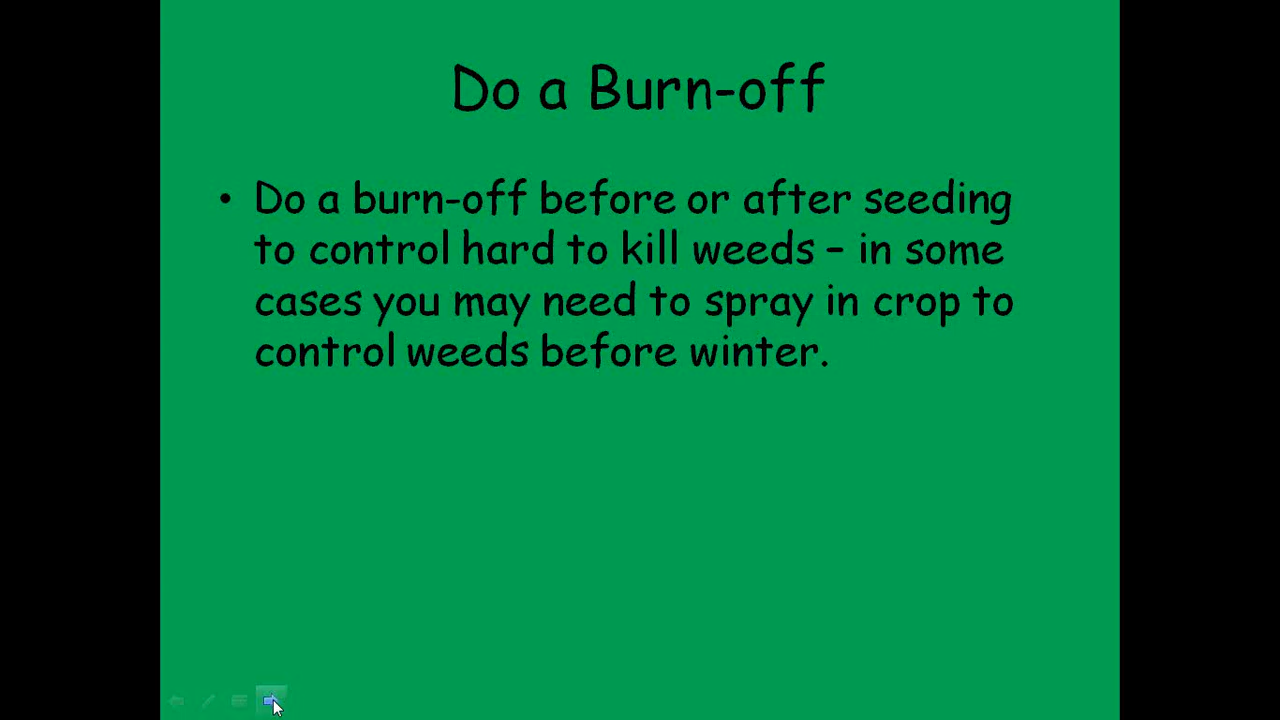 Do a Burn-off
• Do a burn-off before or after seeding
to control hard to kill weeds – in some
cases you may need to spray in crop to
control weeds before winter.